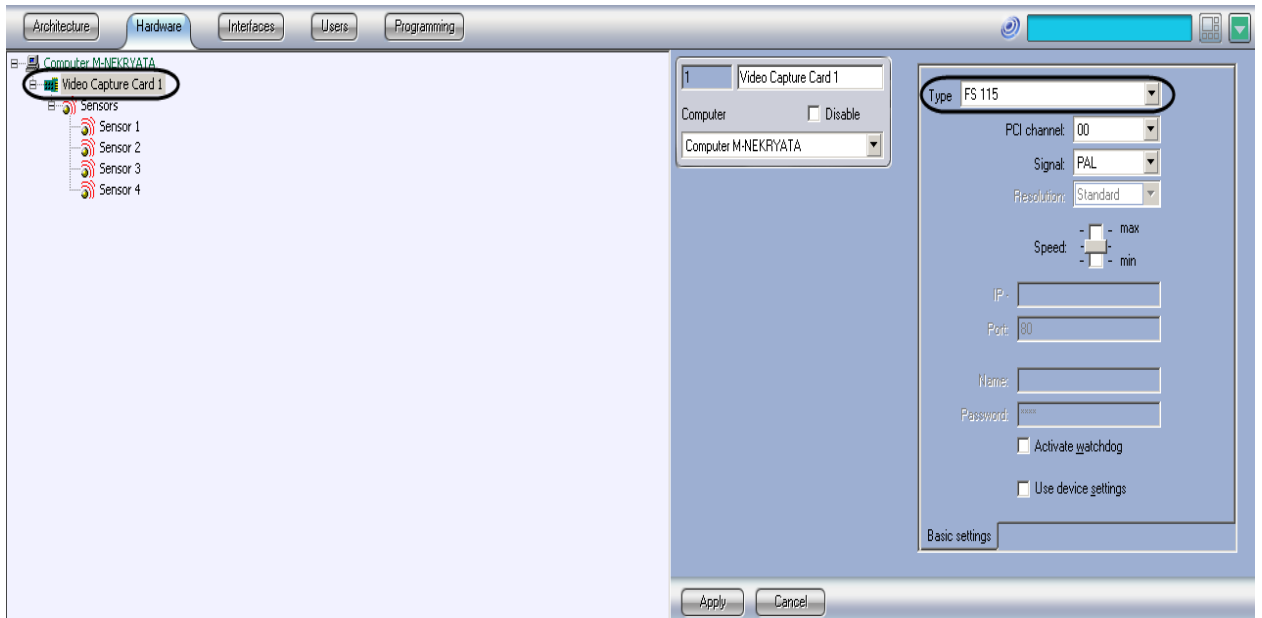 Architecture Hardware Interfaces Users Programming
Computer M-NEKRYATA
Video Capture Card 1
Sensors
Sensor 1
Sensor 2
Sensor 3
Sensor 4
1 Video Capture Card 1
Computer Disable
Computer M-NEKRYATA
Type FS 115
PCI channel: 00
Signal: PAL
Resolution: Standard
max
Speed:
min
IP -
Port: 80
Name:
Password: ****
Activate watchdog
Use device settings
Basic settings
Apply Cancel